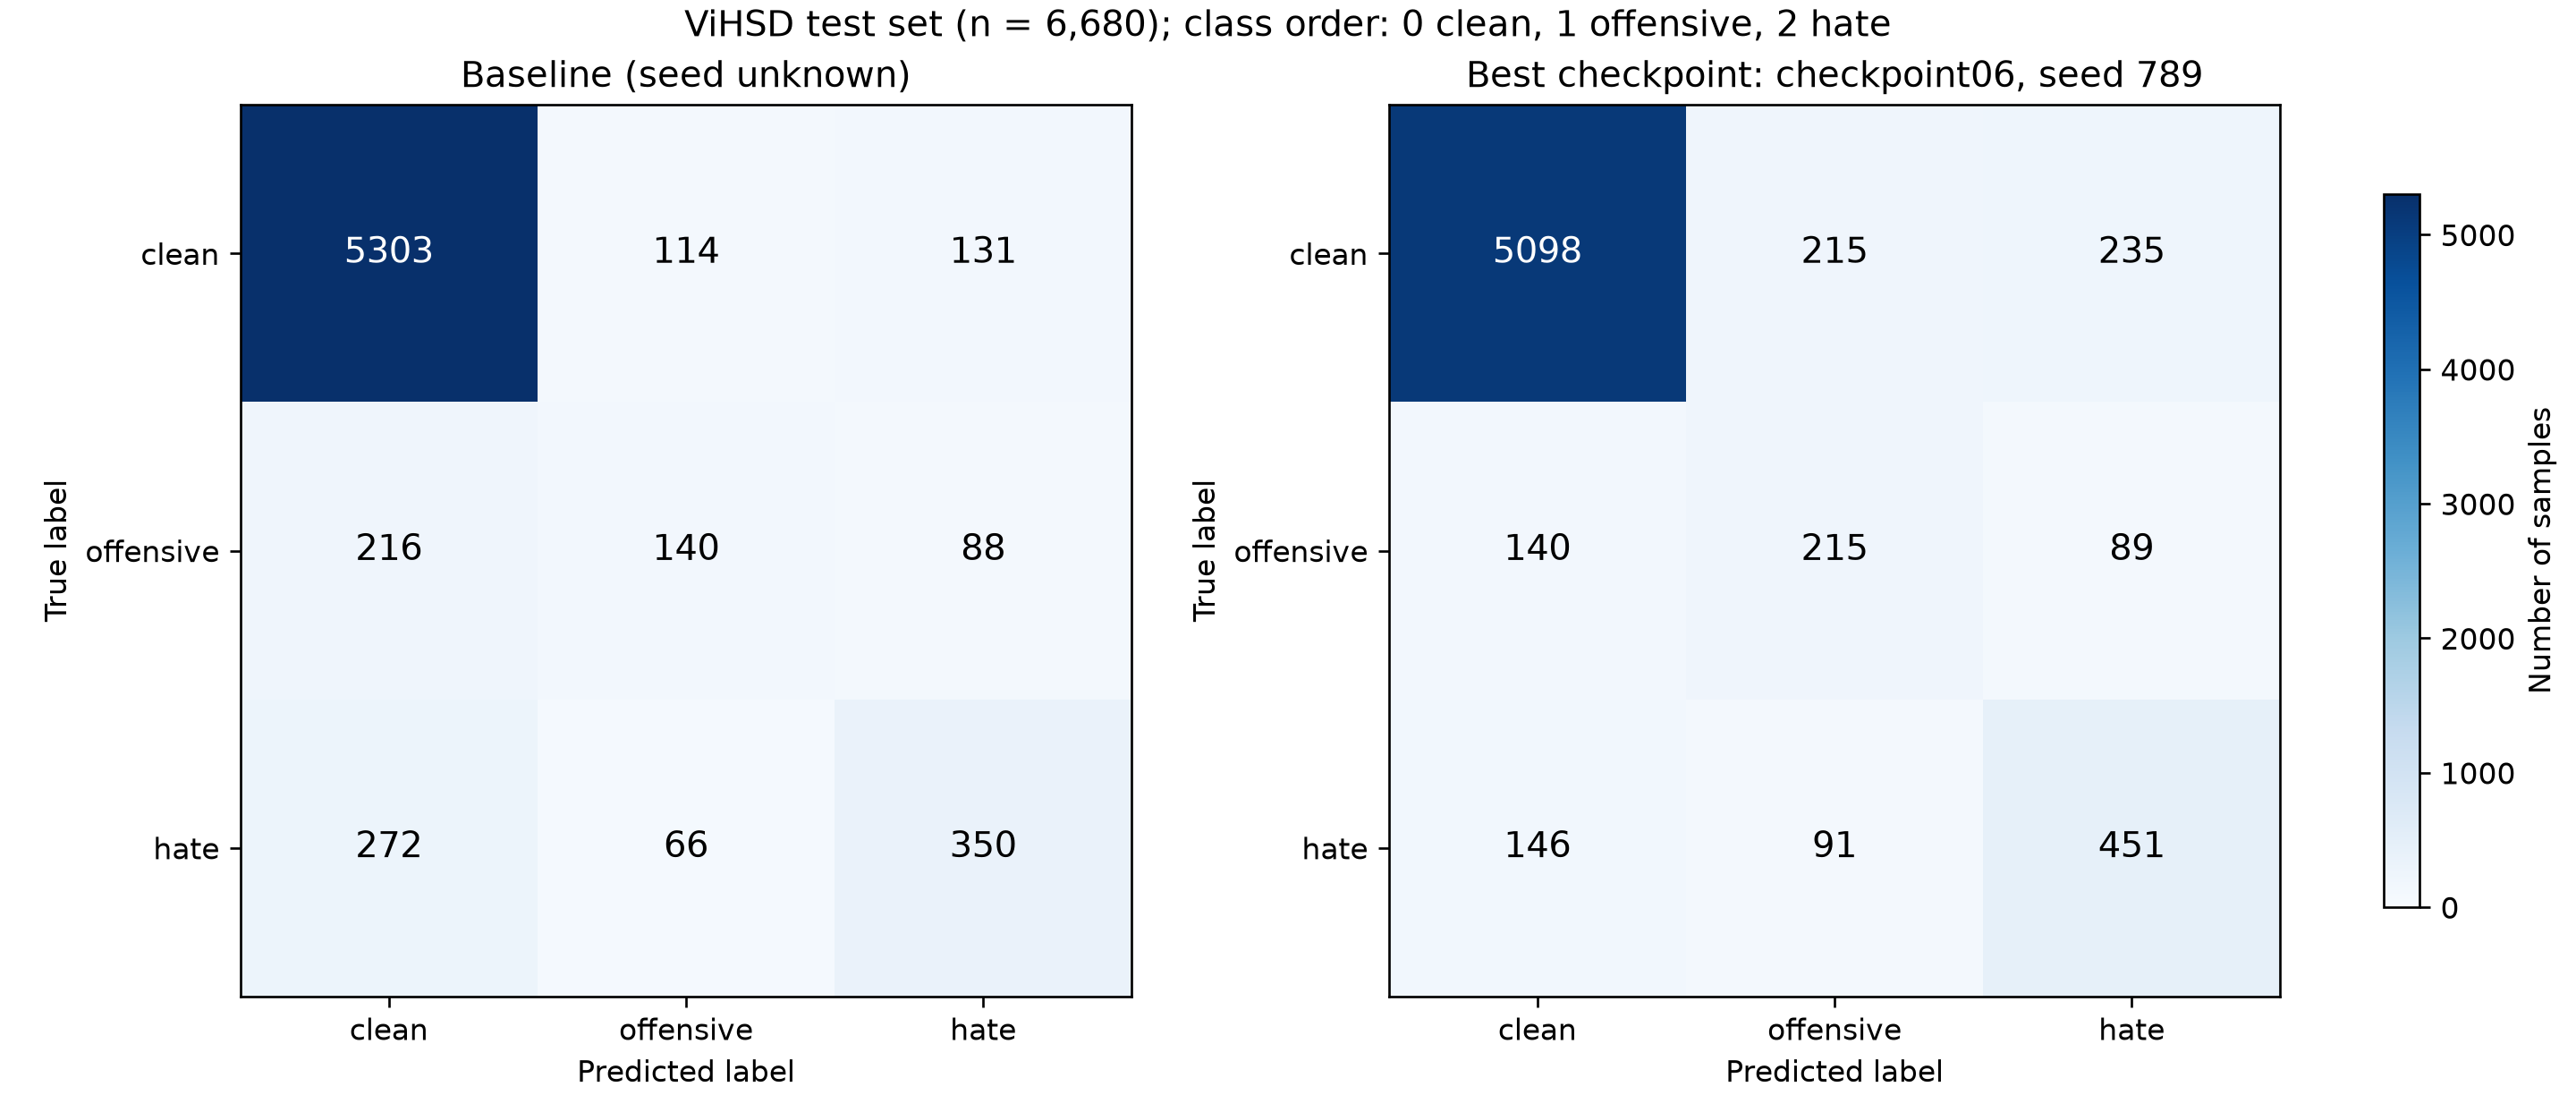 ViHSD test set (n = 6,680); class order: 0 clean, 1 offensive, 2 hate
Baseline (seed unknown)
True label
clean
5303 114 131
offensive
216 140 88
hate
272 66 350
clean offensive hate
Predicted label
Best checkpoint: checkpoint06, seed 789
True label
clean
5098 215 235
offensive
140 215 89
hate
146 91 451
clean offensive hate
Predicted label
5000
4000
3000
2000
1000
0
Number of samples